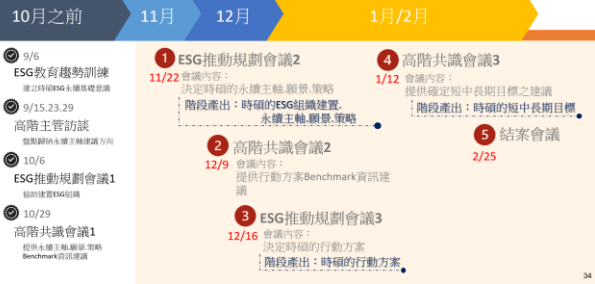 10月之前
11月
12月
1月/2月
9/6
ESG教育趨勢訓練
建立時碩ESG永續基礎意識
9/15.23.29
高階主管訪談
盤點歸納永續主軸建議方向
10/6
ESG推動規劃會議1
協助建置ESG組織
10/29
高階共識會議1
提供永續主軸.願景.策略
Benchmark資訊建議
1 ESG推動規劃會議2
11/22 會議內容：
決定時碩的永續主軸.願景.策略
階段產出：時碩的ESG組織建置.
永續主軸.願景.策略
2 高階共識會議2
12/9 會議內容：
提供行動方案Benchmark資訊建
議
3 ESG推動規劃會議3
12/16 會議內容：
決定時碩的行動方案
階段產出：時碩的行動方案
4 高階共識會議3
1/12 會議內容：
提供確定短中長期目標之建議
階段產出：時碩的短中長期目標
5 結案會議
2/25
34